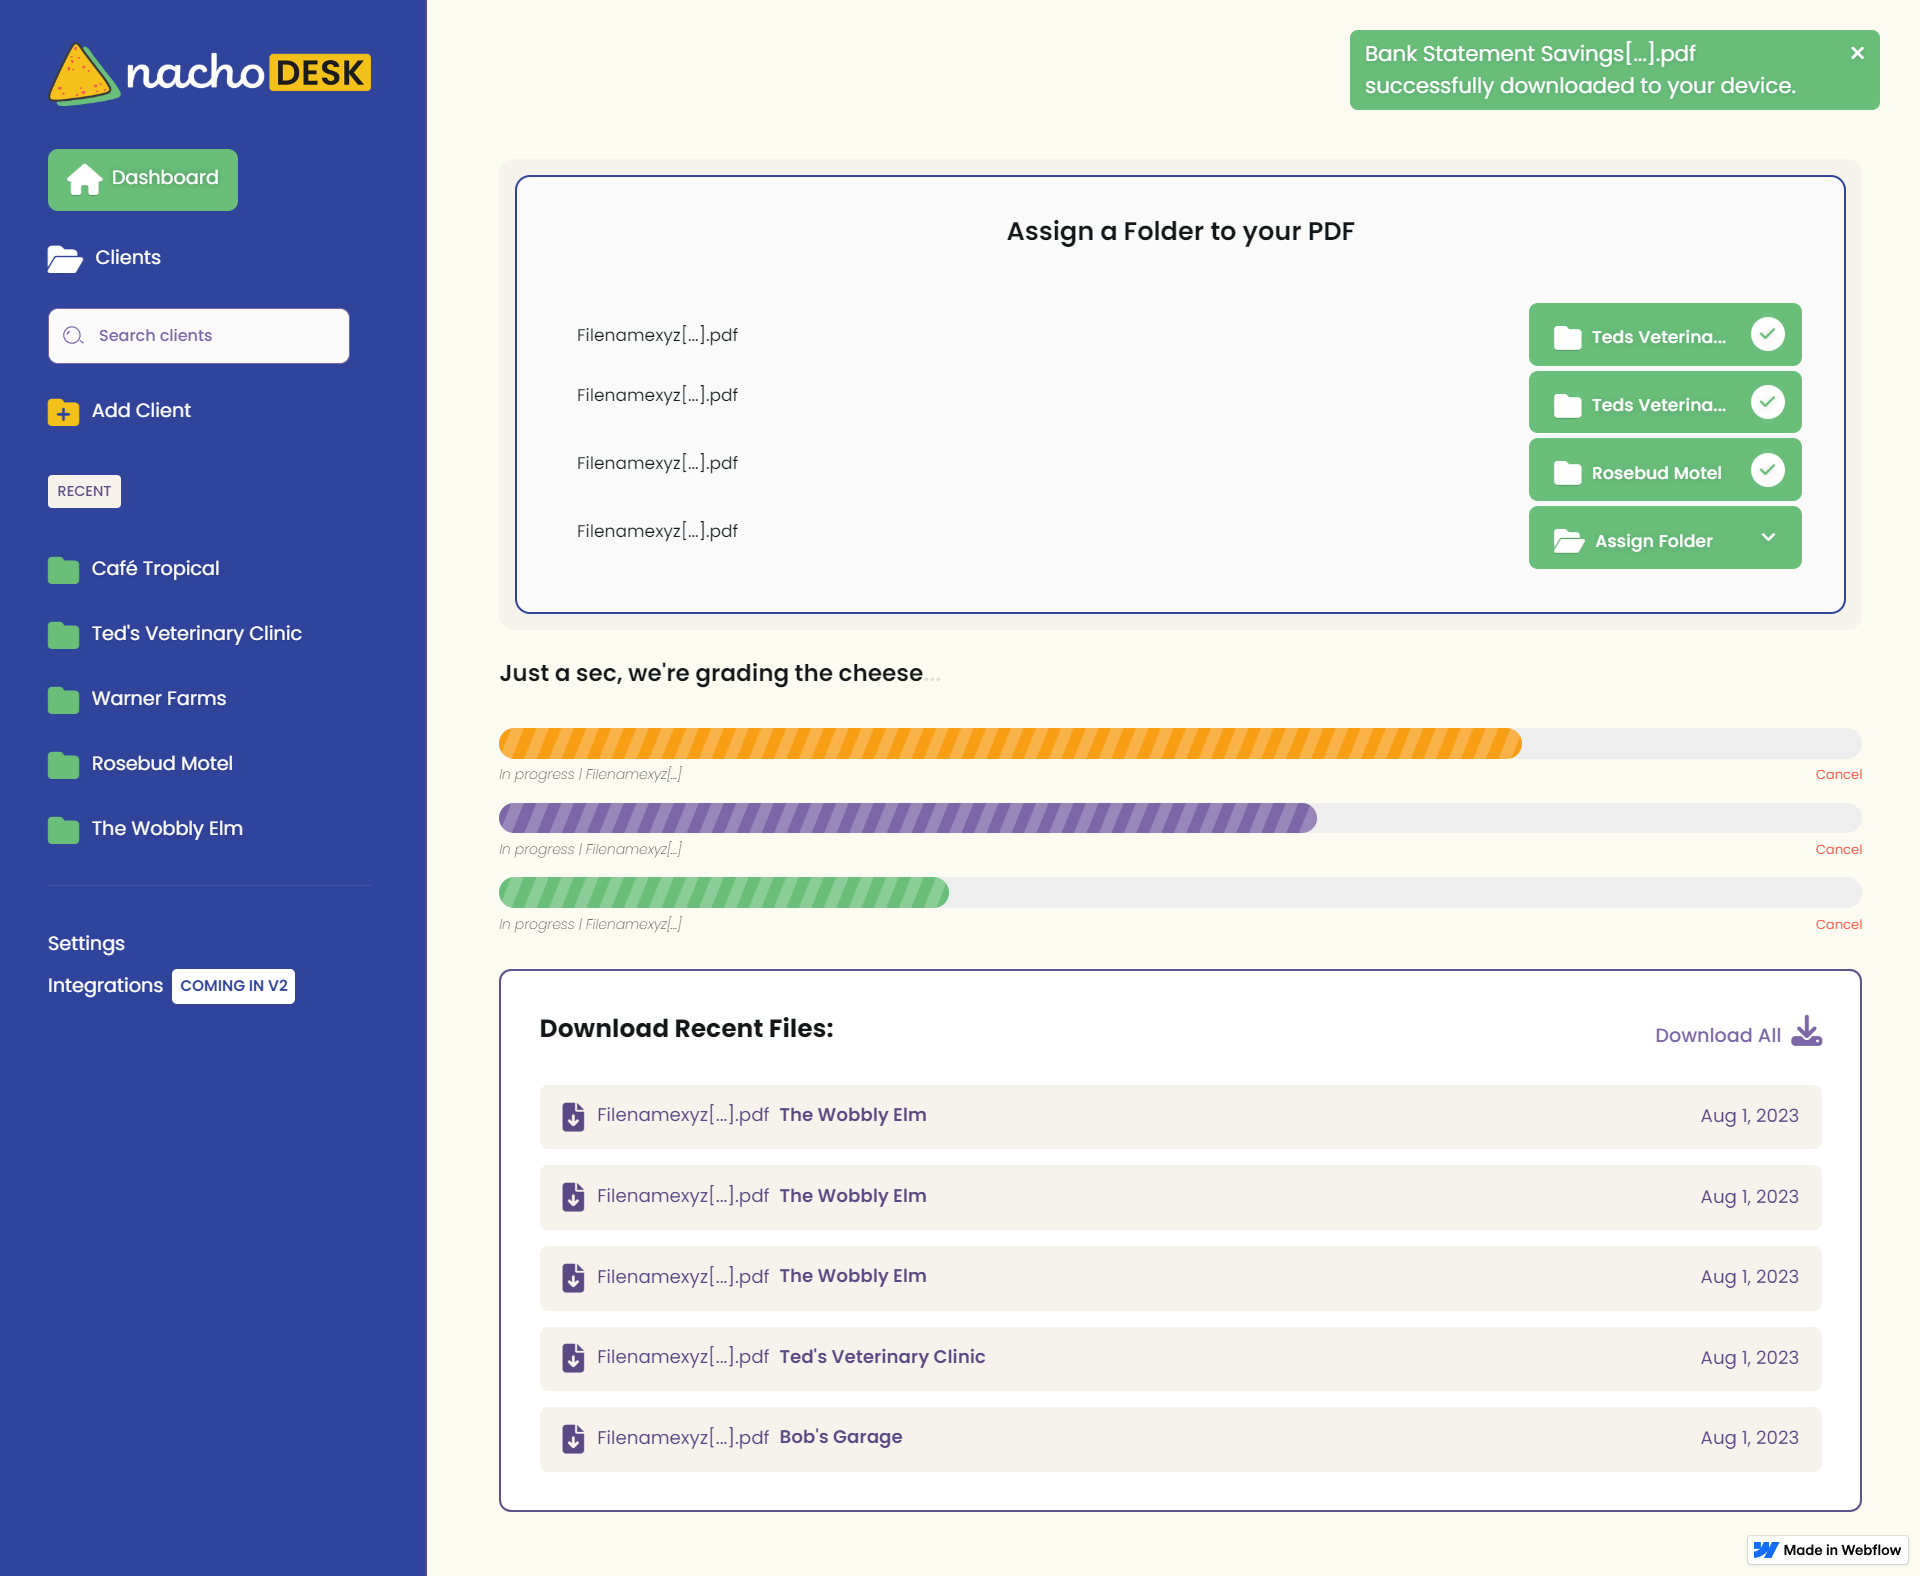 nacho DESK
Dashboard
Clients
Search clients
Add Client
RECENT
Café Tropical
Ted's Veterinary Clinic
Warner Farms
Rosebud Motel
The Wobbly Elm
Settings
Integrations COMING IN V2
Bank Statement Savings[...].pdf
successfully downloaded to your device.
Assign a Folder to your PDF
Filenamexyz[...].pdf Teds Veterina...
Filenamexyz[...].pdf Teds Veterina...
Filenamexyz[...].pdf Rosebud Motel
Filenamexyz[...].pdf Assign Folder
Just a sec, we're grading the cheese...
In progress | Filenamexyz[...] Cancel
In progress | Filenamexyz[...] Cancel
In progress | Filenamexyz[...] Cancel
Download Recent Files: Download All
Filenamexyz[...].pdf The Wobbly Elm Aug 1, 2023
Filenamexyz[...].pdf The Wobbly Elm Aug 1, 2023
Filenamexyz[...].pdf The Wobbly Elm Aug 1, 2023
Filenamexyz[...].pdf Ted's Veterinary Clinic Aug 1, 2023
Filenamexyz[...].pdf Bob's Garage Aug 1, 2023
Made in Webflow